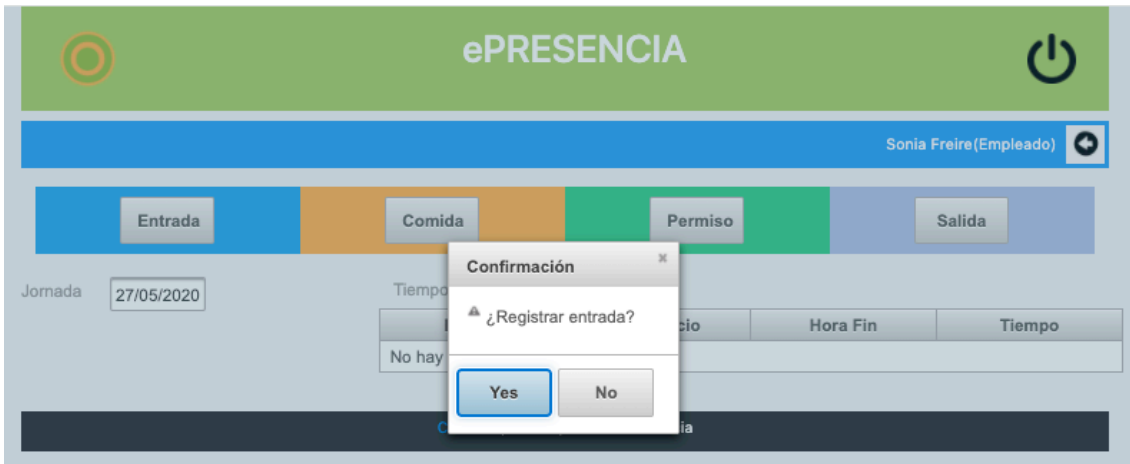 ePRESENCIA
Sonia Freire(Empleado)
Entrada Comida Permiso Salida
Confirmación
Jornada 27/05/2020 Tiempo
¿Registrar entrada?
Hora Fin Tiempo
No hay
Yes No